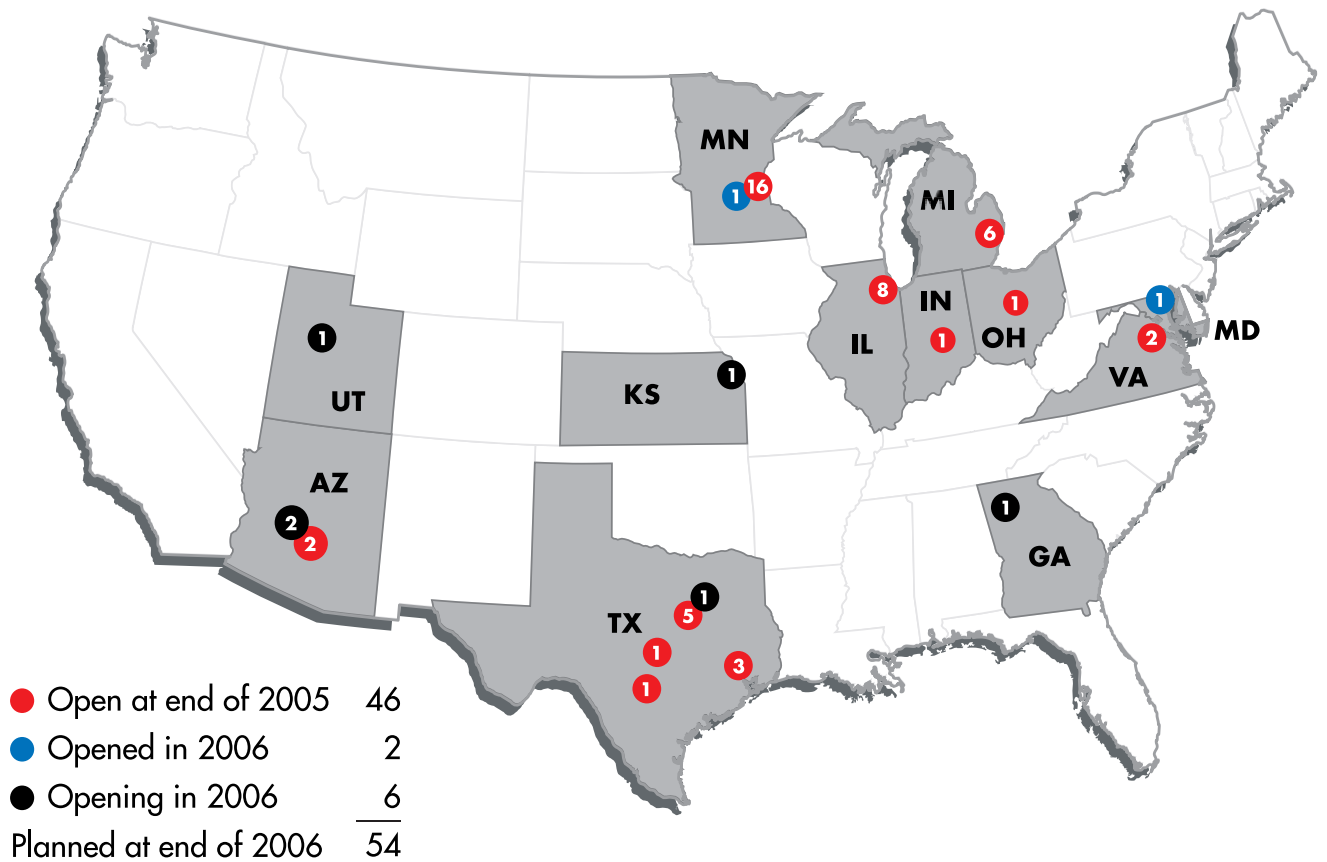 MN
1
16
MI
6
8
IN
1
1
OH
IL
1
MD
2
VA
1
UT
KS
1
AZ
2
2
1
GA
TX
1
5
1
3
1
Open at end of 2005 46
Opened in 2006 2
Opening in 2006 6
Planned at end of 2006 54